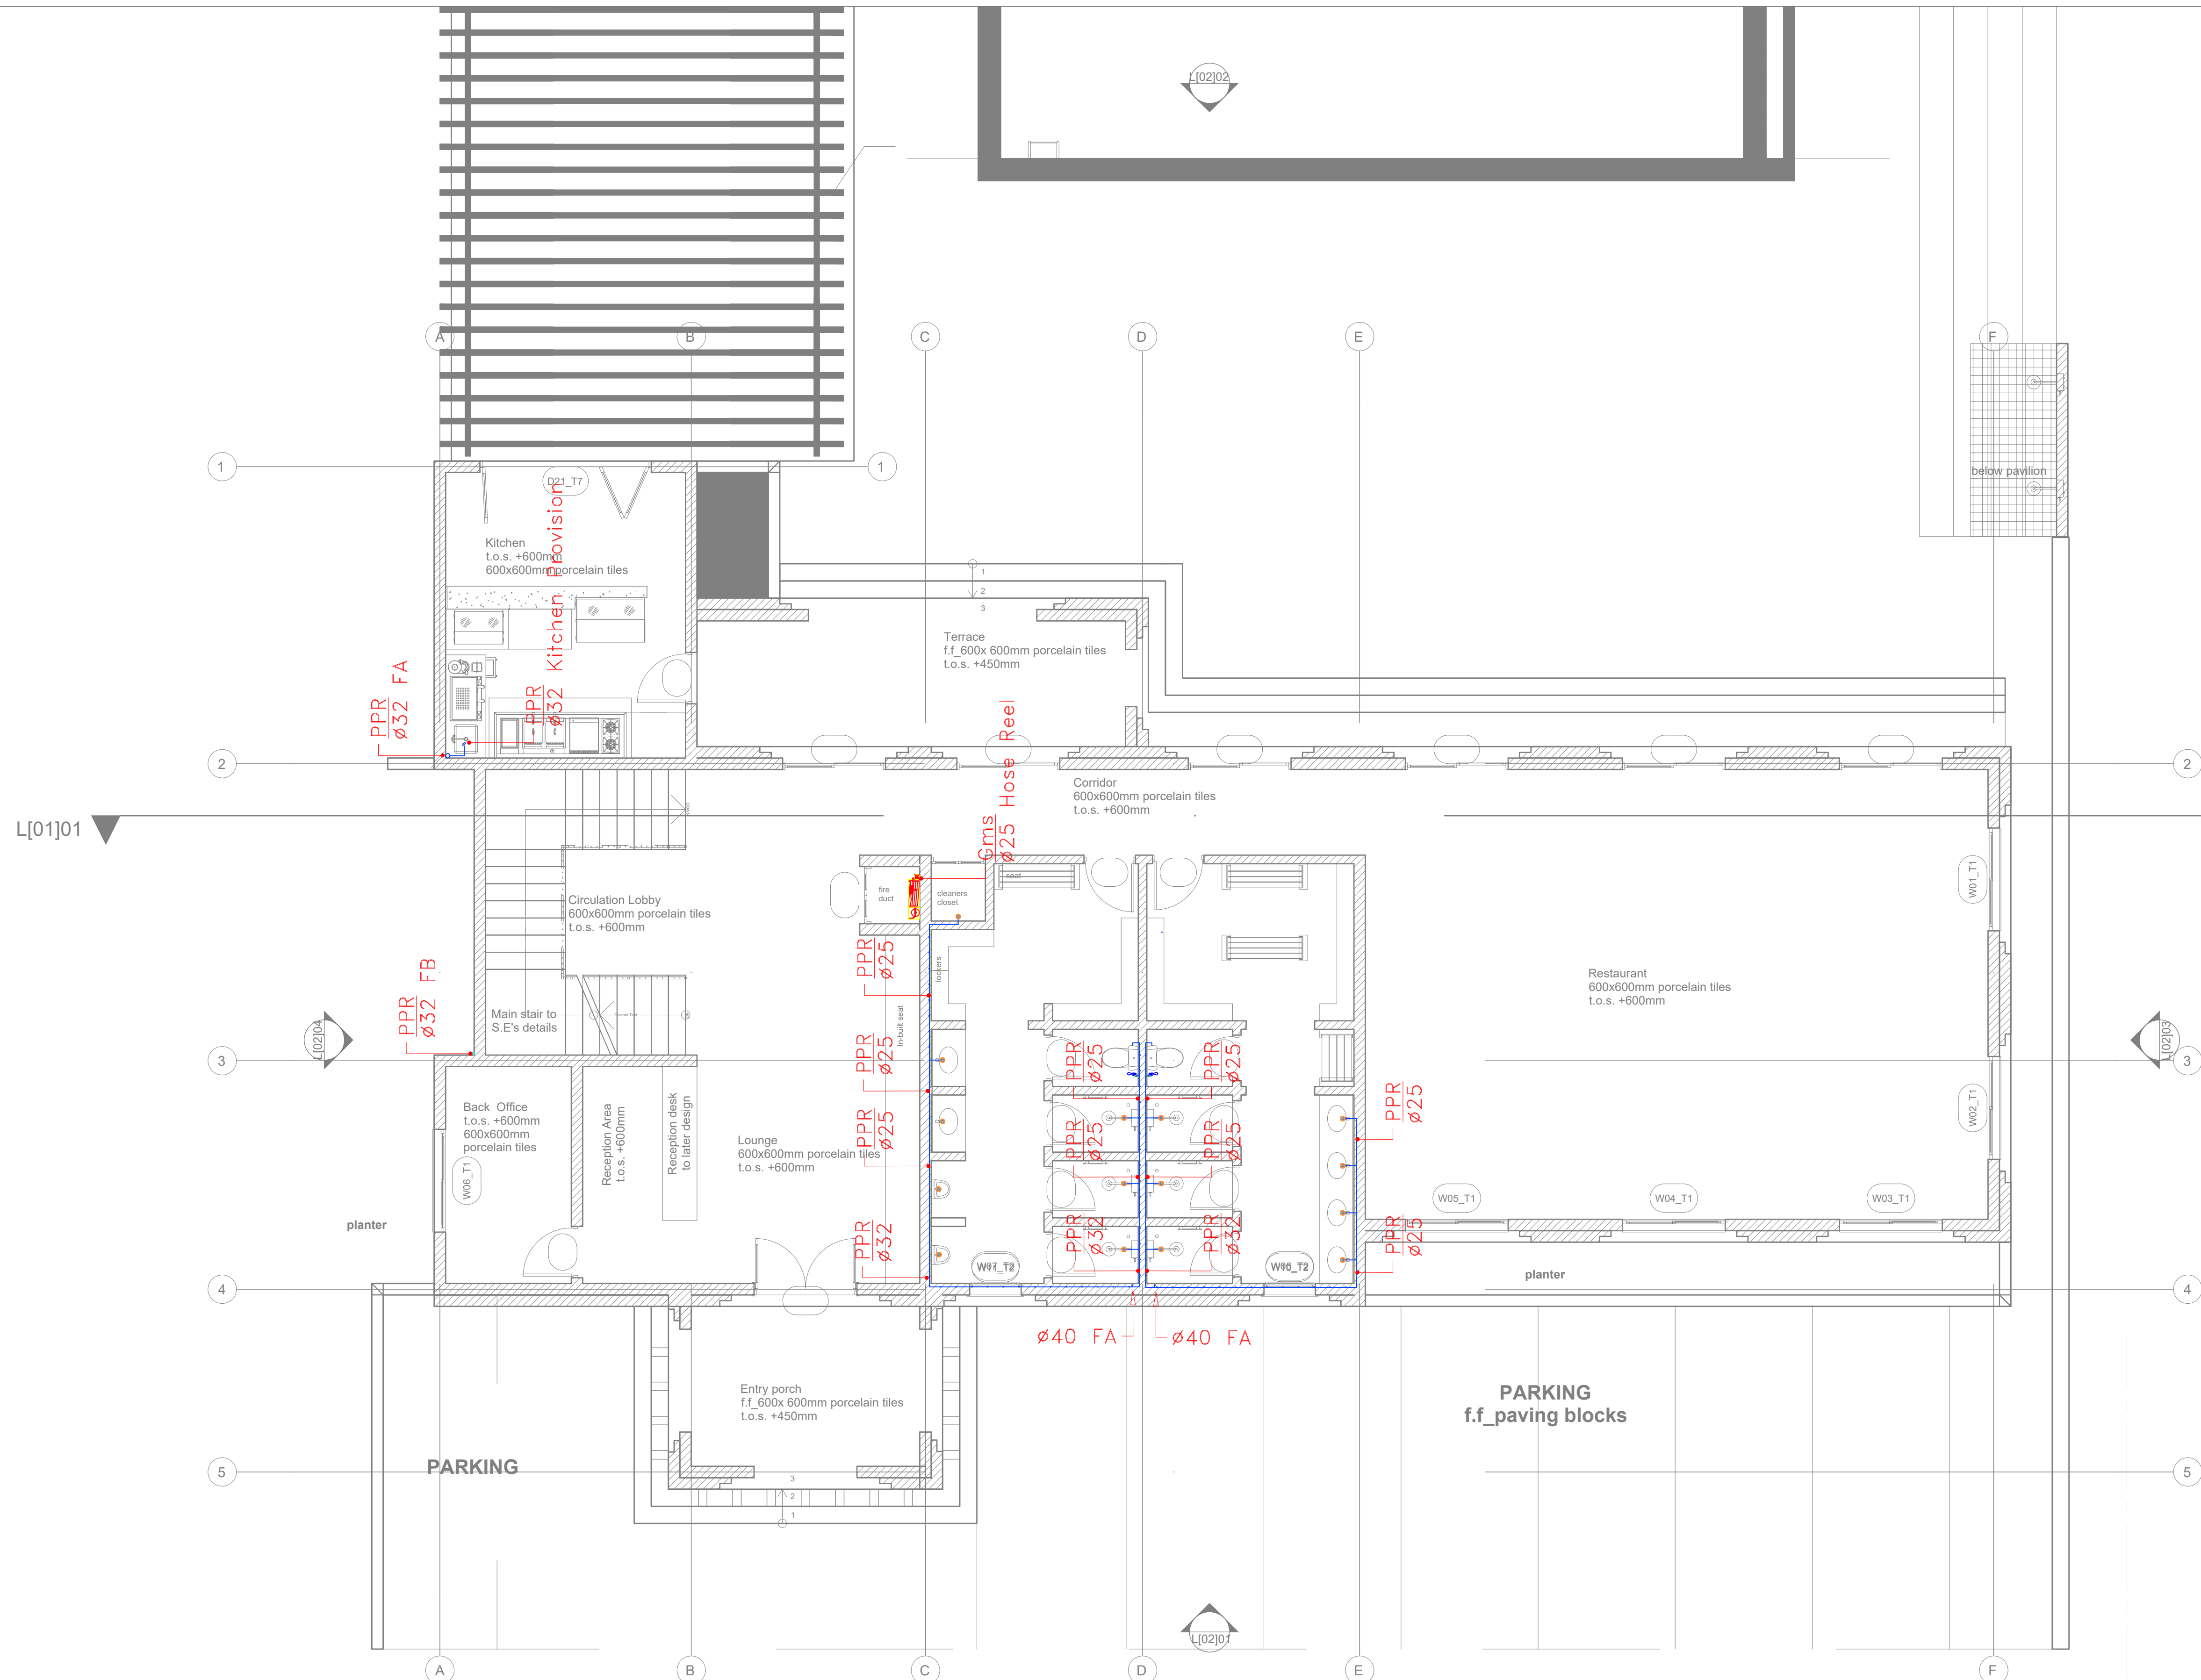 L[02]02
A
B
C
D
E
F
below pavilion
1
1
D21_T7
Kitchen
t.o.s. +600mm
600x600mm porcelain tiles
Kitchen Provision
PPR
ø32
PPR
ø32 FA
1
2
3
Terrace
f.f_600x 600mm porcelain tiles
t.o.s. +450mm
2
2
Corridor
600x600mm porcelain tiles
t.o.s. +600mm
Gms
ø25 Hose Reel
L[01]01
W01_T1
fire
duct
cleaners
closet
seat
Circulation Lobby
600x600mm porcelain tiles
t.o.s. +600mm
PPR
ø25
lockers
Restaurant
600x600mm porcelain tiles
t.o.s. +600mm
PPR
ø32 FB
Main stair to
S.E's details
In-built seat
L[02]04
L[02]03
3
3
PPR
ø25
PPR
ø25
PPR
ø25
PPR
ø25
W02_T1
Back Office
t.o.s. +600mm
600x600mm
porcelain tiles
Reception Area
t.o.s. +600mm
Reception desk
to later design
Lounge
600x600mm porcelain tiles
t.o.s. +600mm
PPR
ø25
PPR
ø25
PPR
ø25
W06_T1
W05_T1
W04_T1
W03_T1
planter
PPR
ø32
PPR
ø32
PPR
ø32
PPR
ø25
planter
4
4
ø40 FA
ø40 FA
Entry porch
f.f_600x 600mm porcelain tiles
t.o.s. +450mm
PARKING
f.f_paving blocks
PARKING
5
5
3
2
1
L[02]01
A
B
C
D
E
F